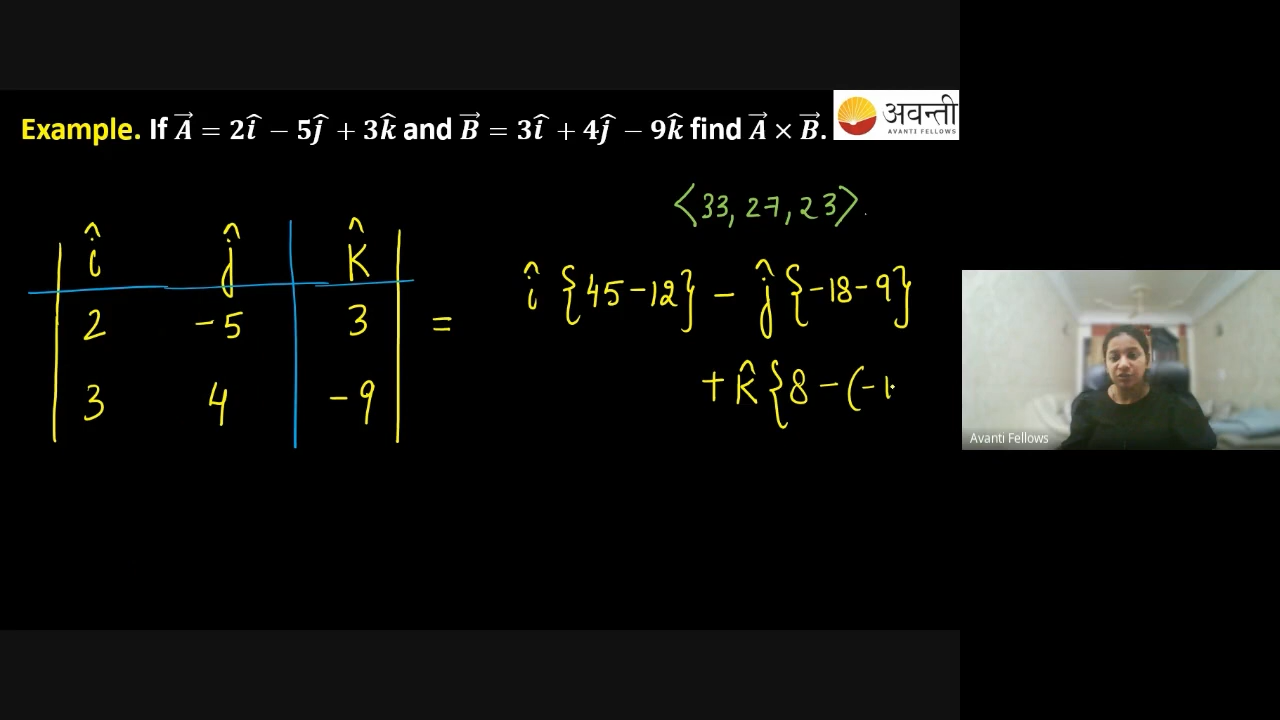 Example. If A⃗ = 2î − 5ĵ + 3k̂ and B⃗ = 3î + 4ĵ − 9k̂ find A⃗ × B⃗.
अवन्ती
AVANTI FELLOWS
<33, 27, 23>
î ĵ k̂
2 -5 3
3 4 -9
= î {45-12} - ĵ {-18-9}
+ k̂ {8-(-1
Avanti Fellows